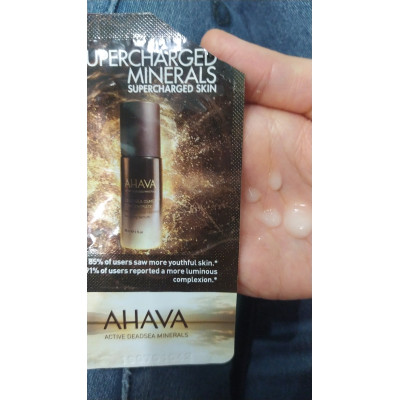 UPERCHARGED
MINERALS
SUPERCHARGED SKIN
AHAVA
85% of users saw more youthful skin.*
71% of users reported a more luminous
complexion.*
AHAVA
ACTIVE DEADSEA MINERALS